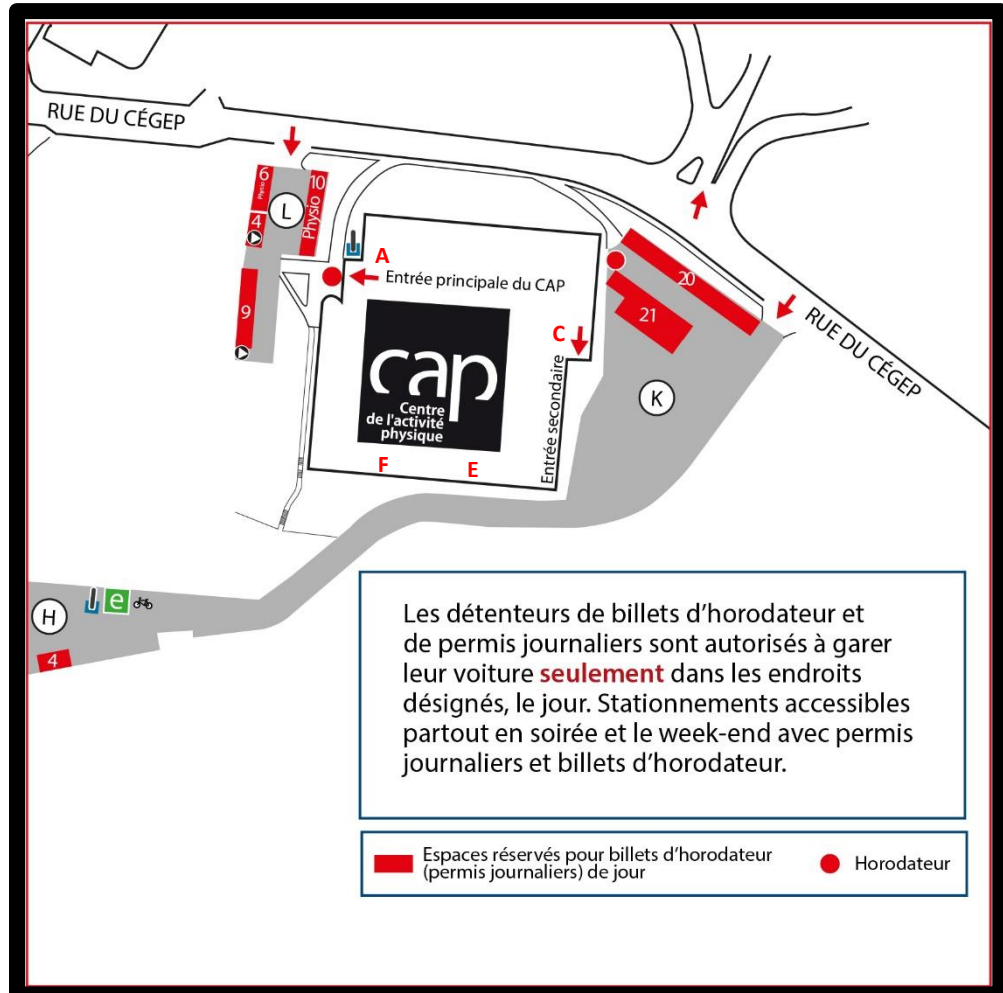 RUE DU CÉGEP
6
Physio
10
Physio
L
4
9
A
Entrée principale du CAP
cap
Centre
de l'activité
physique
C
Entrée secondaire
F
E
20
21
K
RUE DU CÉGEP
H
e
4
Les détenteurs de billets d'horodateur et
de permis journaliers sont autorisés à garer
leur voiture seulement dans les endroits
désignés, le jour. Stationnements accessibles
partout en soirée et le week-end avec permis
journaliers et billets d'horodateur.
Espaces réservés pour billets d'horodateur
(permis journaliers) de jour
Horodateur